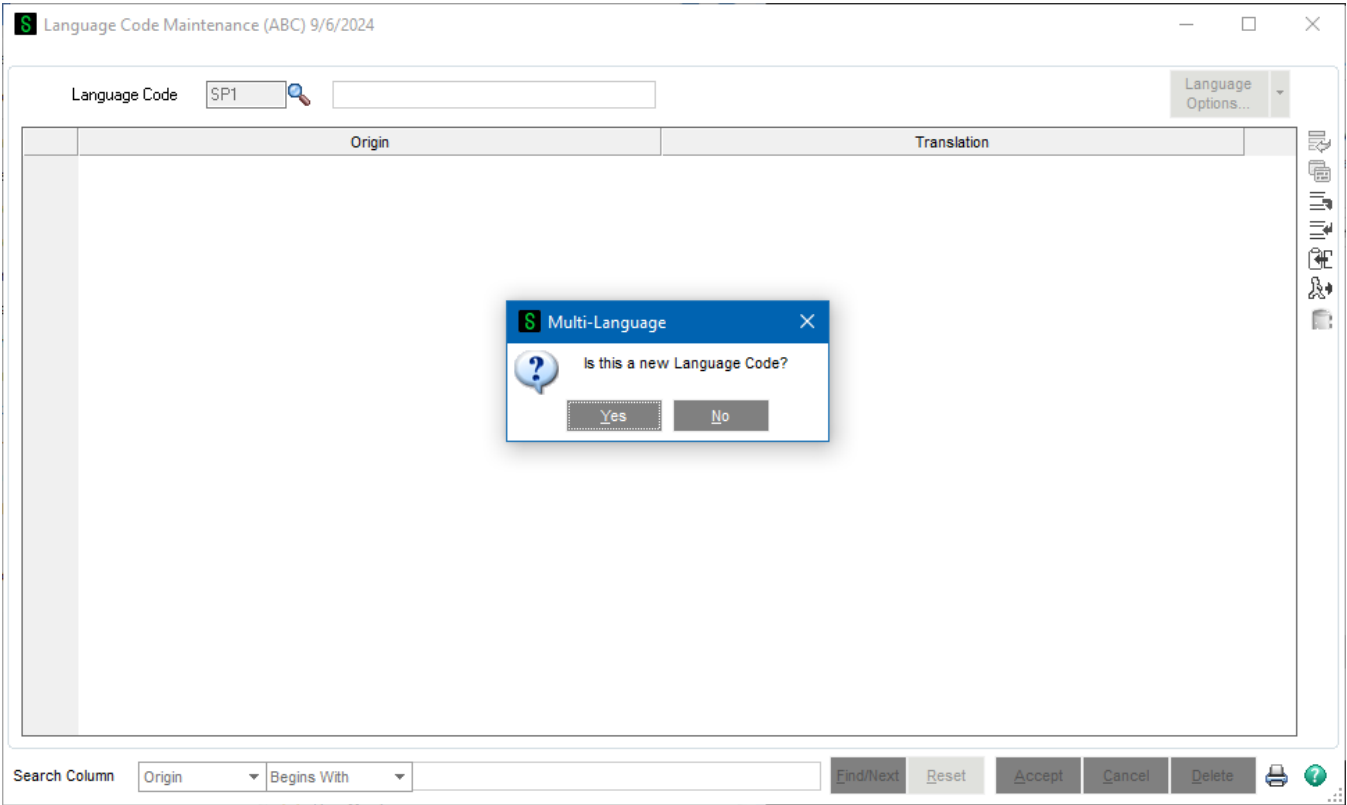 Language Code Maintenance (ABC) 9/6/2024
Language Code SP1
Language
Options...
Origin Translation
Multi-Language
Is this a new Language Code?
Yes No
Search Column Origin Begins With Find/Next Reset Accept Cancel Delete